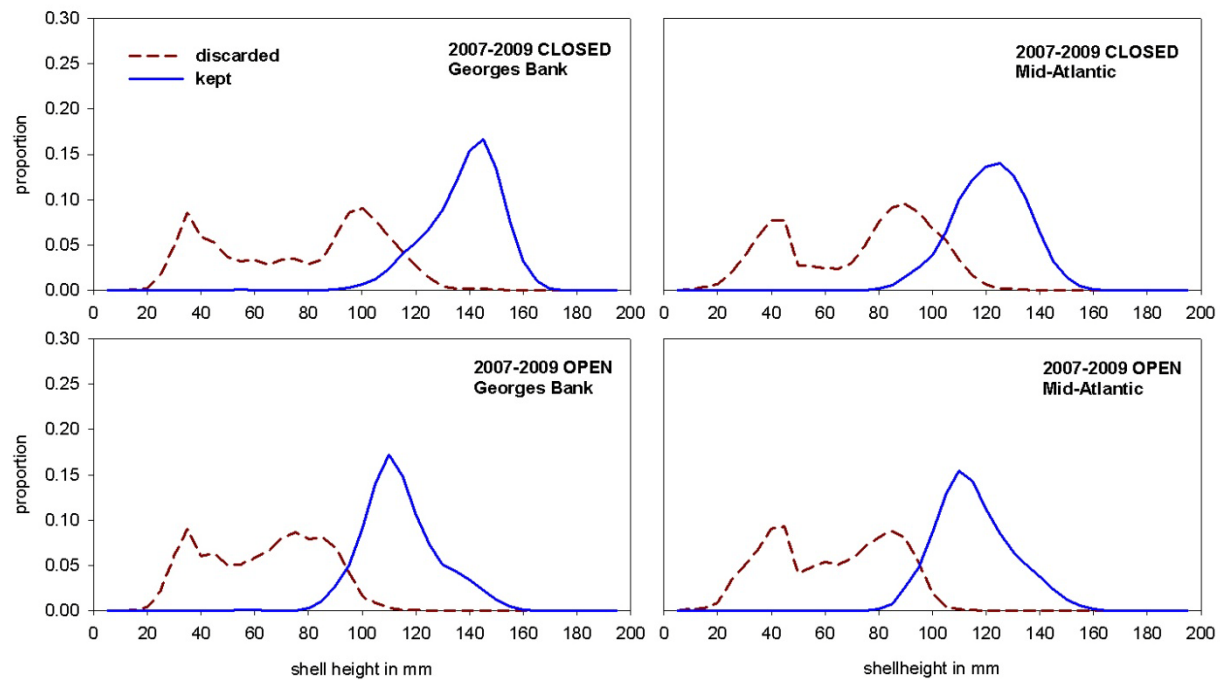 0.30
0.25
0.20
0.15
0.10
0.05
0.00
proportion
discarded
kept
2007-2009 CLOSED
Georges Bank
0 20 40 60 80 100 120 140 160 180 200
2007-2009 CLOSED
Mid-Atlantic
0 20 40 60 80 100 120 140 160 180 200
0.30
0.25
0.20
0.15
0.10
0.05
0.00
proportion
2007-2009 OPEN
Georges Bank
0 20 40 60 80 100 120 140 160 180 200
shell height in mm
2007-2009 OPEN
Mid-Atlantic
0 20 40 60 80 100 120 140 160 180 200
shellheight in mm